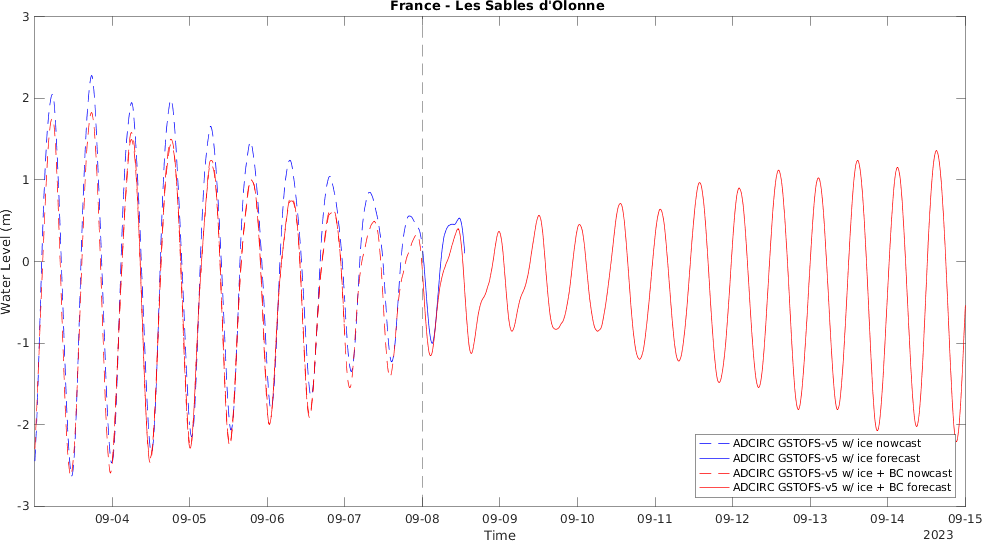 France - Les Sables d'Olonne
3
2
1
0
-1
-2
-3
Water Level (m)
09-04 09-05 09-06 09-07 09-08 09-09 09-10 09-11 09-12 09-13 09-14 09-15
Time
2023
ADCIRC GSTOFS-v5 w/ ice nowcast
ADCIRC GSTOFS-v5 w/ ice forecast
ADCIRC GSTOFS-v5 w/ ice + BC nowcast
ADCIRC GSTOFS-v5 w/ ice + BC forecast